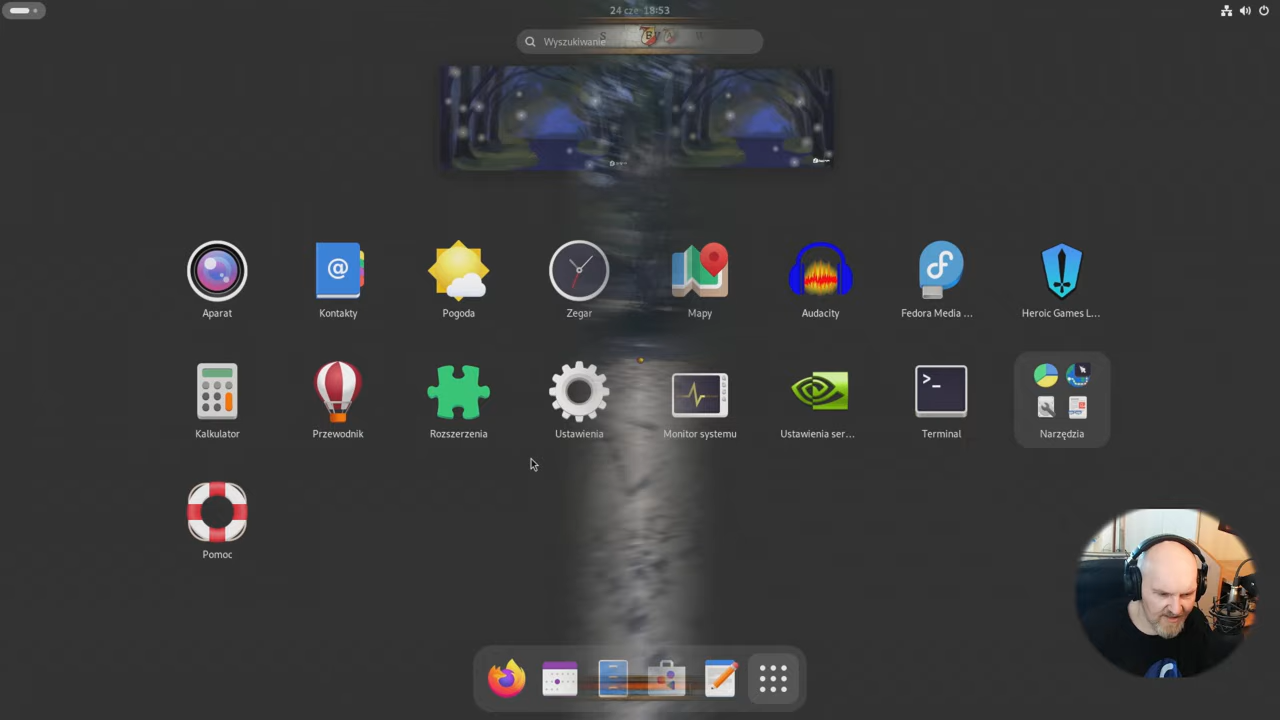 24 cze 18:53
Wyszukiwanie
Aparat
Kontakty
Pogoda
Zegar
Mapy
Audacity
Fedora Media ...
Heroic Games L...
Kalkulator
Przewodnik
Rozszerzenia
Ustawienia
Monitor systemu
Ustawienia ser...
Terminal
Narzędzia
Pomoc